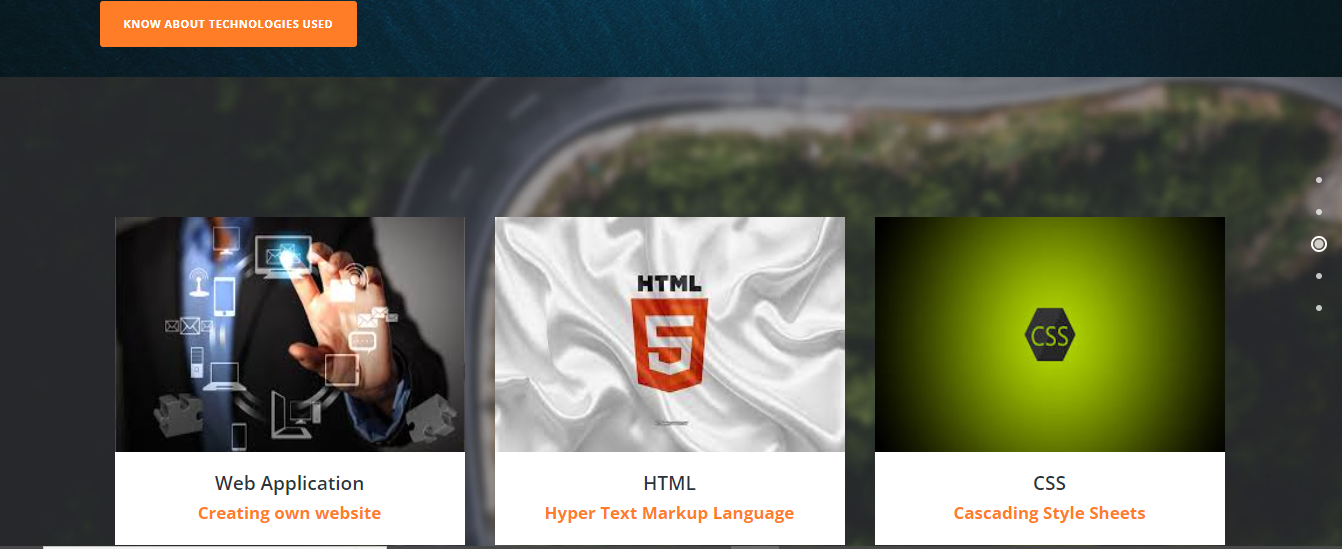 KNOW ABOUT TECHNOLOGIES USED
HTML
5
CSS
Web Application
Creating own website
HTML
Hyper Text Markup Language
CSS
Cascading Style Sheets